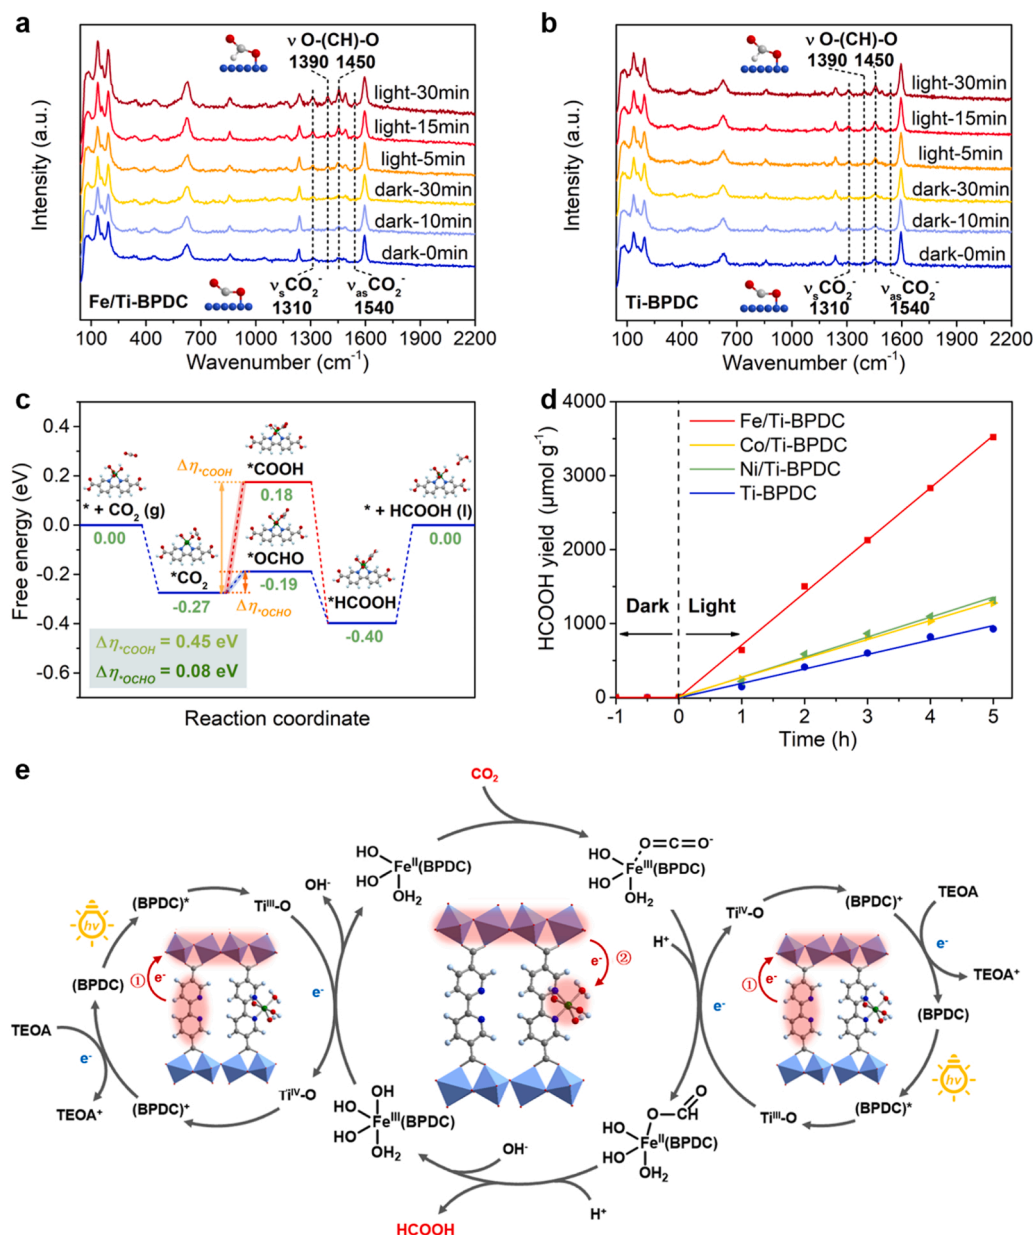 a
ν O-(CH)-O
1390 1450
light-30min
light-15min
light-5min
dark-30min
dark-10min
dark-0min
νsCO2-
1310
νasCO2-
1540
Fe/Ti-BPDC
Intensity (a.u.)
100 400 700 1000 1300 1600 1900 2200
Wavenumber (cm-1)
b
ν O-(CH)-O
1390 1450
light-30min
light-15min
light-5min
dark-30min
dark-10min
dark-0min
νsCO2-
1310
νasCO2-
1540
Ti-BPDC
Intensity (a.u.)
100 400 700 1000 1300 1600 1900 2200
Wavenumber (cm-1)
c
Free energy (eV)
0.4
0.2
0.0
-0.2
-0.4
-0.6
* + CO2 (g)
0.00
*CO2
-0.27
Δη*COOH
*COOH
0.18
*OCHO
-0.19
Δη*OCHO
*HCOOH
-0.40
* + HCOOH (l)
0.00
Δη*COOH = 0.45 eV
Δη*OCHO = 0.08 eV
Reaction coordinate
d
HCOOH yield (μmol g-1)
4000
3000
2000
1000
0
Fe/Ti-BPDC
Co/Ti-BPDC
Ni/Ti-BPDC
Ti-BPDC
Dark
Light
-1 0 1 2 3 4 5
Time (h)
e
CO2
HO
HO
FeII(BPDC)
OH2
O=C=O-
HO
HO
FeIII(BPDC)
OH2
OH-
H+
(BPDC)*
TiIII-O
hν
(BPDC)
①
e-
TEOA
e-
TEOA+
(BPDC)+
TiIV-O
e-
②
e-
e-
TiIV-O
(BPDC)+
TEOA
e-
TEOA+
①
e-
(BPDC)
hν
(BPDC)*
TiIII-O
HO
OH
HO
FeIII(BPDC)
OH2
O
O
CH
HO
HO
FeII(BPDC)
OH2
OH-
H+
HCOOH